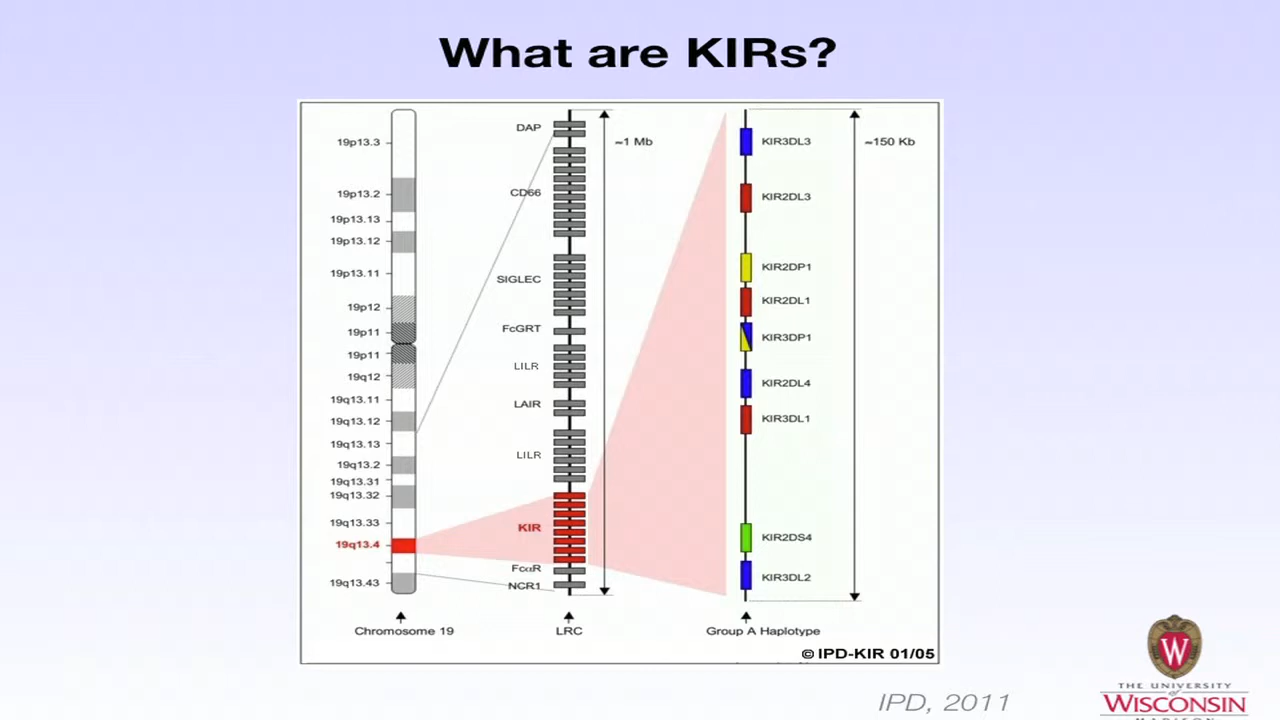 What are KIRs?
19p13.3
19p13.2
19p13.13
19p13.12
19p13.11
19p12
19p11
19p11
19q12
19q13.11
19q13.12
19q13.13
19q13.2
19q13.31
19q13.32
19q13.33
19q13.4
19q13.43
Chromosome 19
DAP
CD66
SIGLEC
FcGRT
LILR
LAIR
LILR
KIR
FcαR
NCR1
LRC
~1 Mb
KIR3DL3
KIR2DL3
KIR2DP1
KIR2DL1
KIR3DP1
KIR2DL4
KIR3DL1
KIR2DS4
KIR3DL2
Group A Haplotype
~150 Kb
© IPD-KIR 01/05
IPD, 2011
W
THE UNIVERSITY
of
WISCONSIN
MADISON